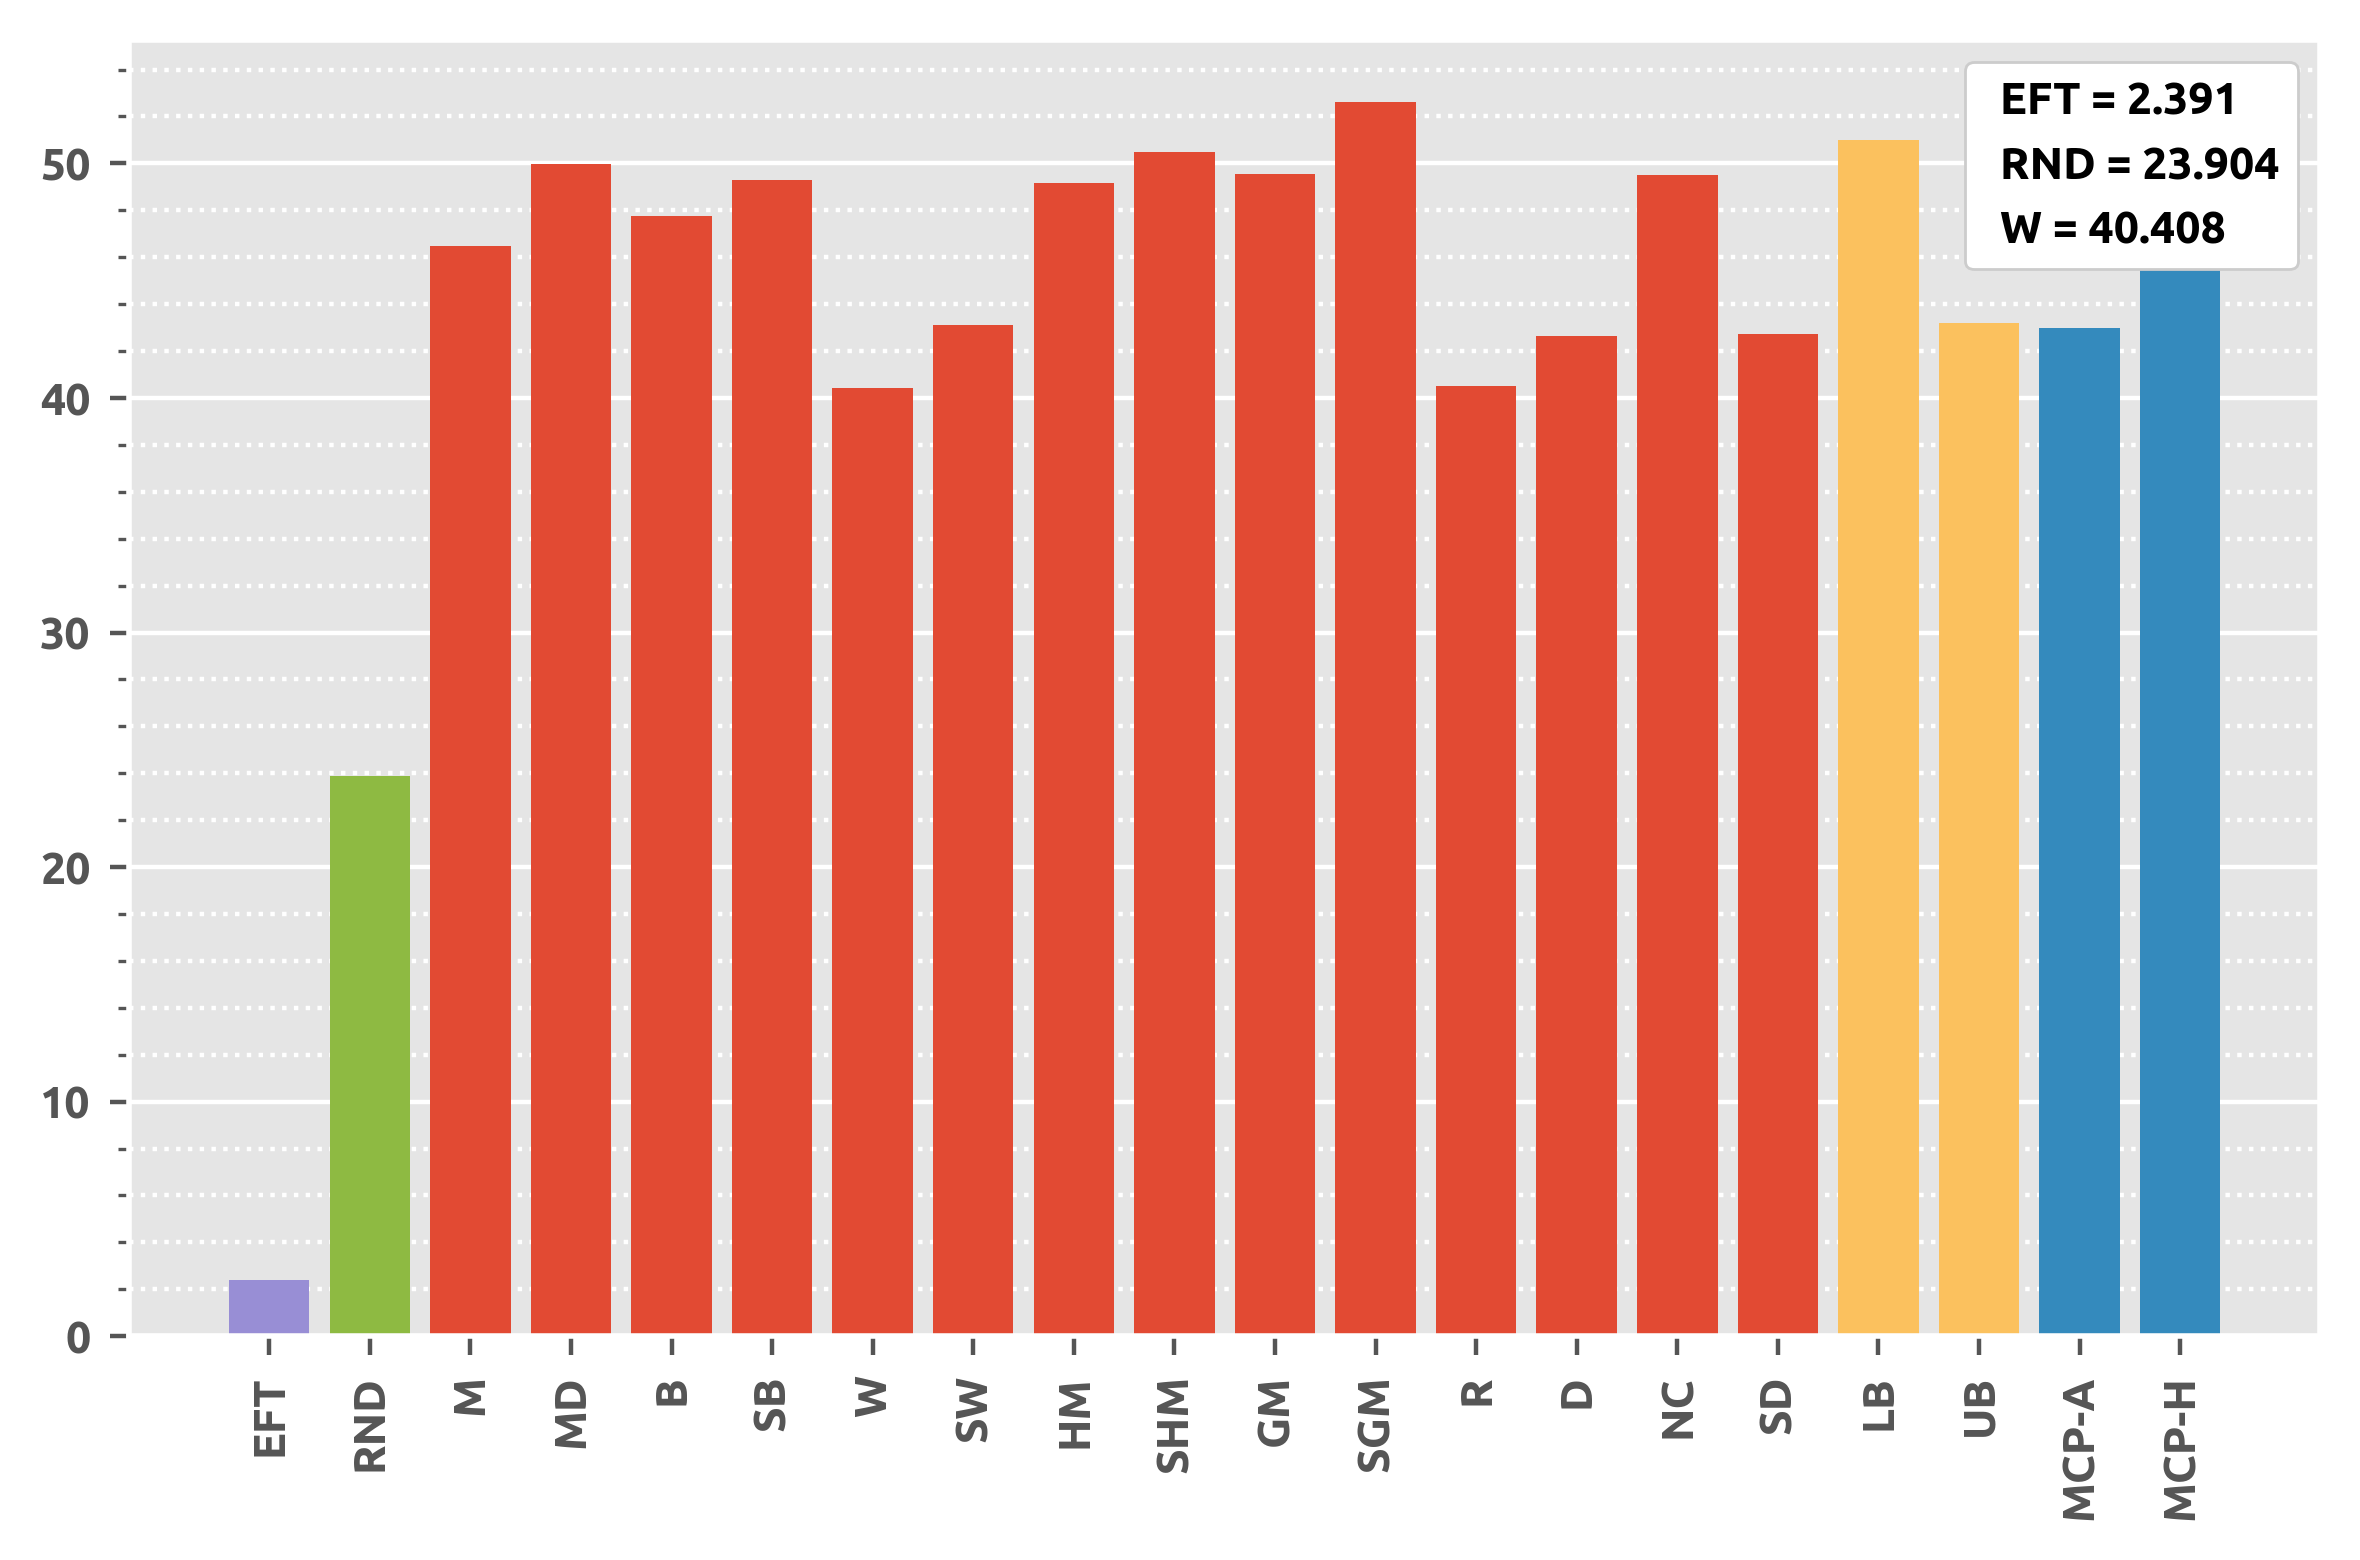 EFT = 2.391
RND = 23.904
W = 40.408
50
40
30
20
10
0
EFT
RND
M
MD
B
SB
W
SW
HM
SHM
GM
SGM
R
D
NC
SD
LB
UB
MCP-A
MCP-H